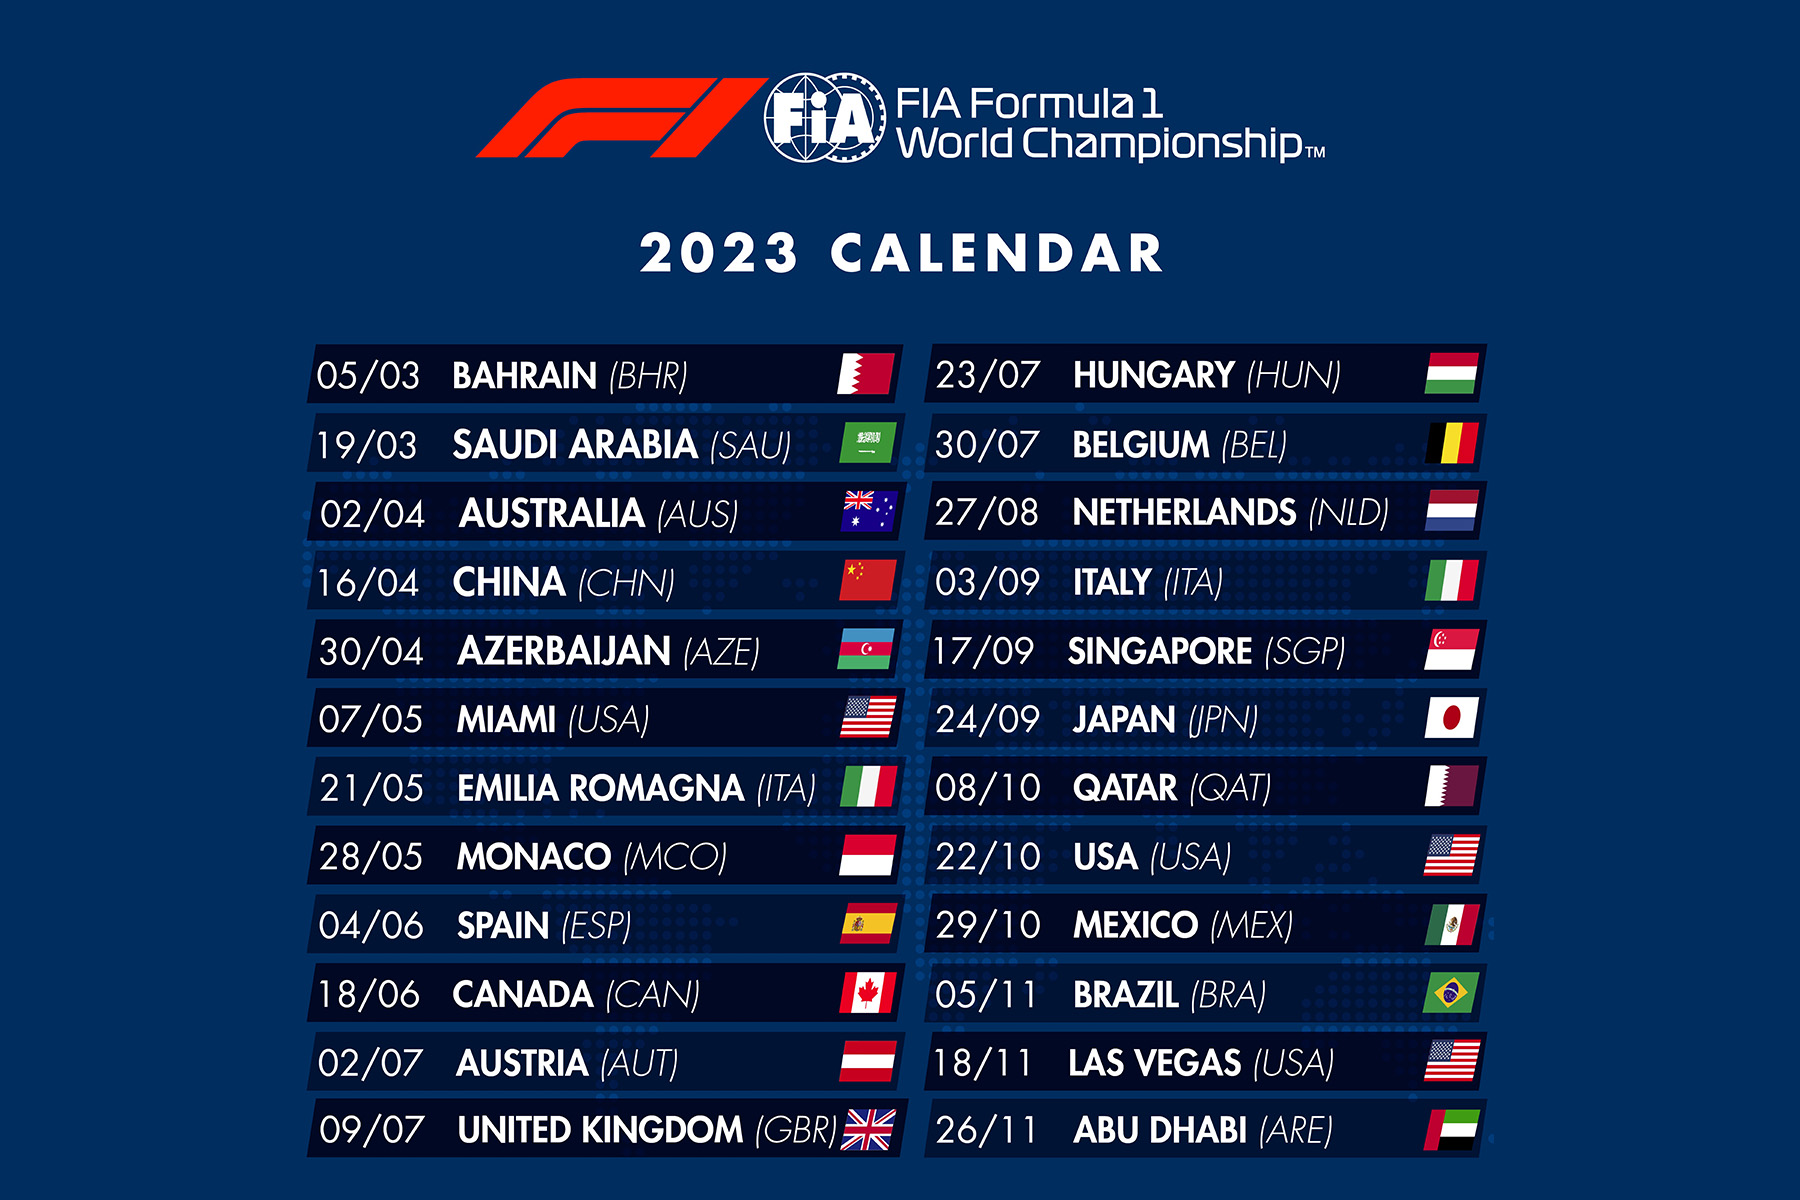 FIA
FIA Formula 1
World Championship™
2023 CALENDAR
05/03 BAHRAIN (BHR)
19/03 SAUDI ARABIA (SAU)
02/04 AUSTRALIA (AUS)
16/04 CHINA (CHN)
30/04 AZERBAIJAN (AZE)
07/05 MIAMI (USA)
21/05 EMILIA ROMAGNA (ITA)
28/05 MONACO (MCO)
04/06 SPAIN (ESP)
18/06 CANADA (CAN)
02/07 AUSTRIA (AUT)
09/07 UNITED KINGDOM (GBR)
23/07 HUNGARY (HUN)
30/07 BELGIUM (BEL)
27/08 NETHERLANDS (NLD)
03/09 ITALY (ITA)
17/09 SINGAPORE (SGP)
24/09 JAPAN (JPN)
08/10 QATAR (QAT)
22/10 USA (USA)
29/10 MEXICO (MEX)
05/11 BRAZIL (BRA)
18/11 LAS VEGAS (USA)
26/11 ABU DHABI (ARE)